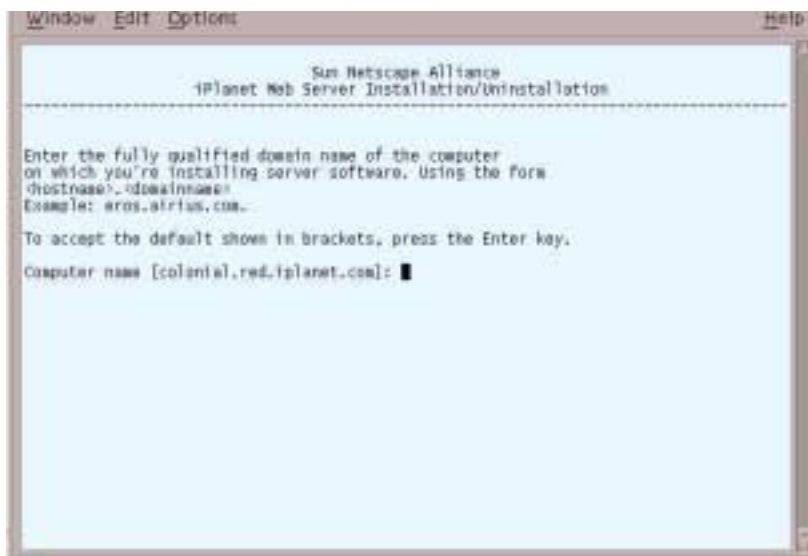 Window Edit Options Help
Sun Netscape Alliance
iPlanet Web Server Installation/Uninstallation
--------------------------------------------------------------------------------
Enter the fully qualified domain name of the computer
on which you're installing server software. Using the form
<hostname>.<domainname>
Example: eros.airius.com.
To accept the default shown in brackets, press the Enter key.
Computer name [colonial.red.iplanet.com]: